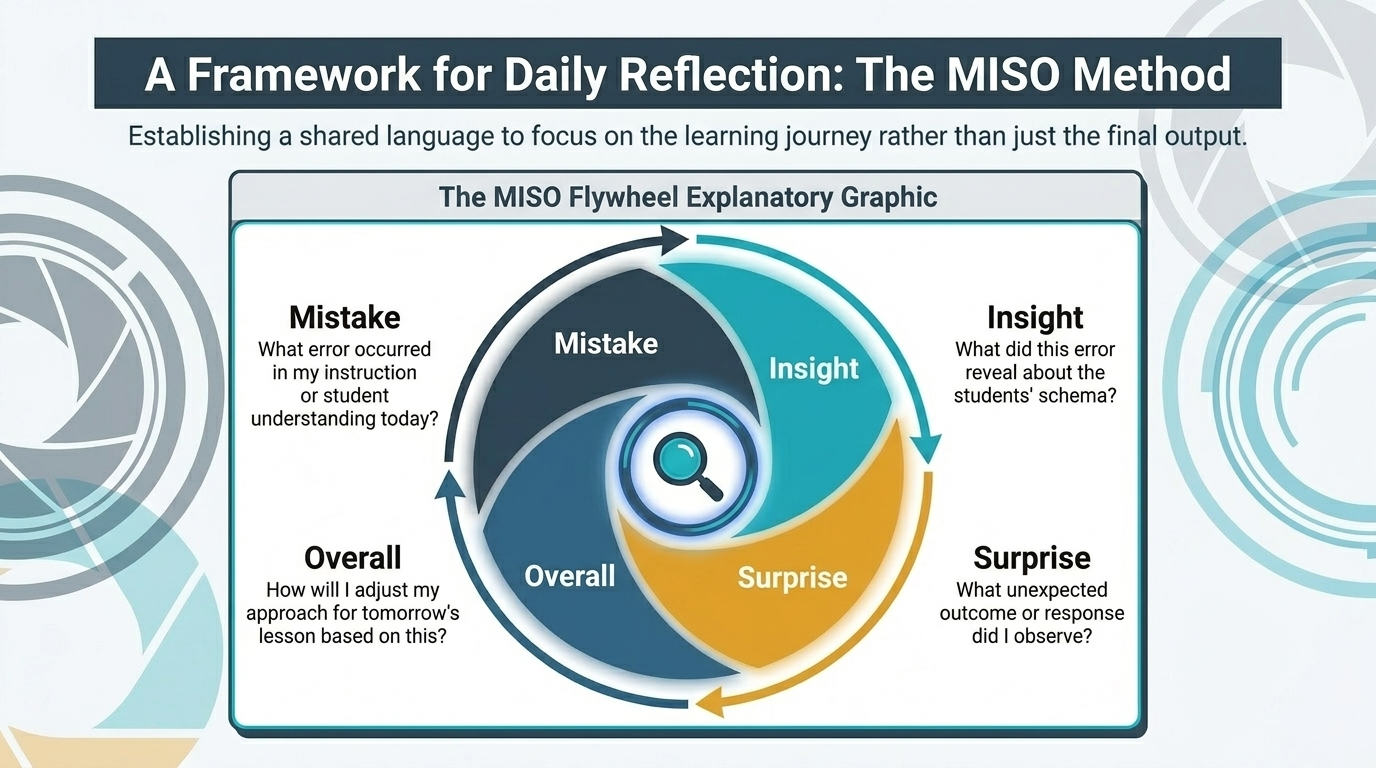 A Framework for Daily Reflection: The MISO Method
Establishing a shared language to focus on the learning journey rather than just the final output.
The MISO Flywheel Explanatory Graphic
Mistake
What error occurred
in my instruction
or student
understanding today?
Mistake
Insight
Insight
What did this error
reveal about the
students' schema?
Overall
How will I adjust my
approach for tomorrow's
lesson based on this?
Overall
Surprise
Surprise
What unexpected
outcome or response
did I observe?